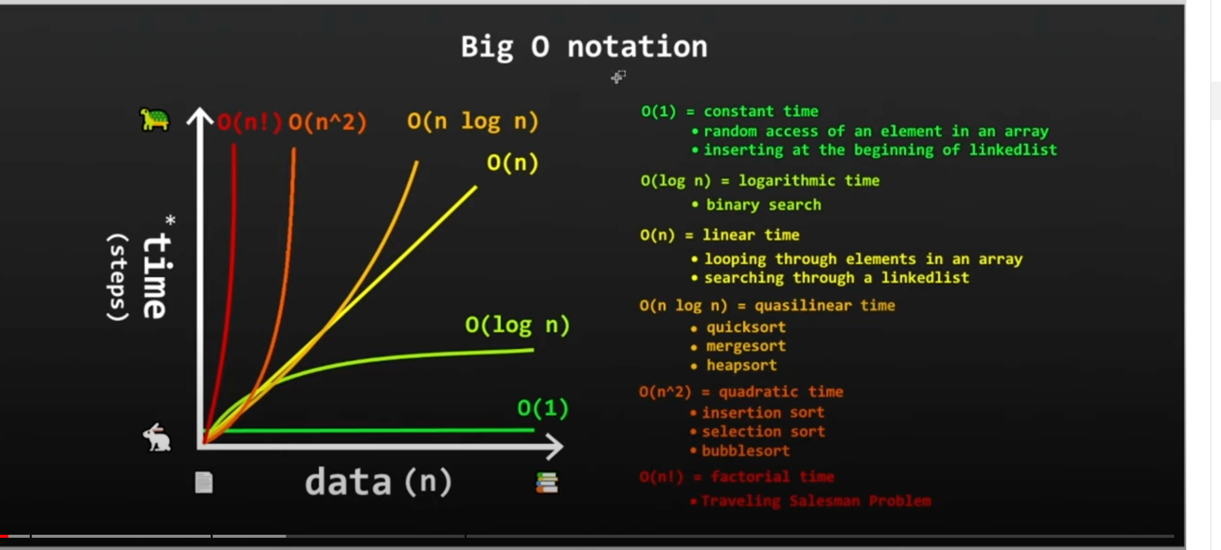 Big O notation
O(n!) O(n^2) O(n log n)
O(n)
O(log n)
O(1)
*time
(steps)
data (n)
O(1) = constant time
• random access of an element in an array
• inserting at the beginning of linkedlist
O(log n) = logarithmic time
• binary search
O(n) = linear time
• looping through elements in an array
• searching through a linkedlist
O(n log n) = quasilinear time
• quicksort
• mergesort
• heapsort
O(n^2) = quadratic time
• insertion sort
• selection sort
• bubblesort
O(n!) = factorial time
• Traveling Salesman Problem